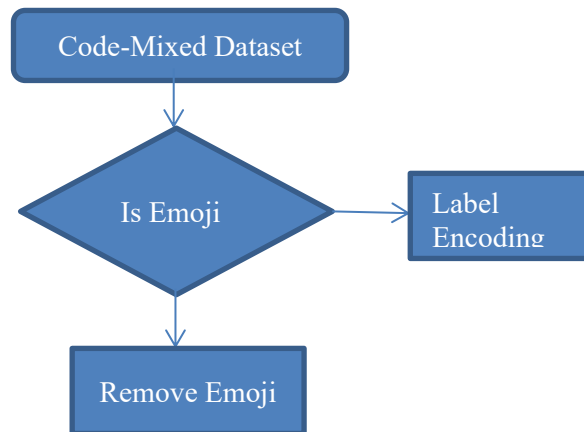 Code-Mixed Dataset
Is Emoji
Label
Encoding
Remove Emoji